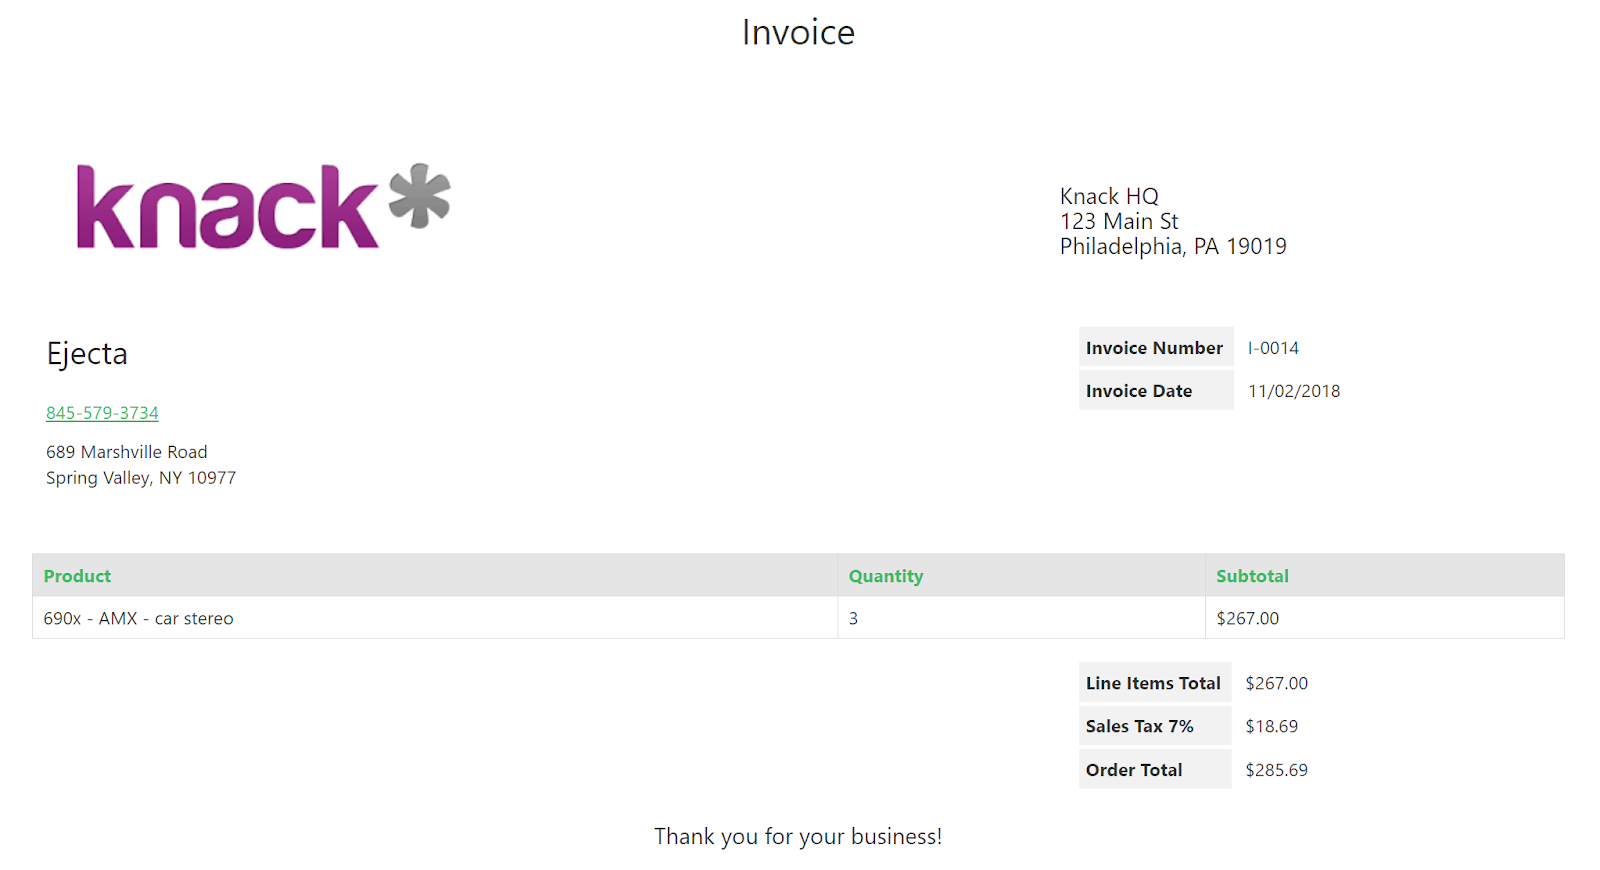 Invoice
knack*
Knack HQ
123 Main St
Philadelphia, PA 19019
Ejecta
845-579-3734
689 Marshville Road
Spring Valley, NY 10977
Invoice Number I-0014
Invoice Date 11/02/2018
Product Quantity Subtotal
690x - AMX - car stereo 3 $267.00
Line Items Total $267.00
Sales Tax 7% $18.69
Order Total $285.69
Thank you for your business!